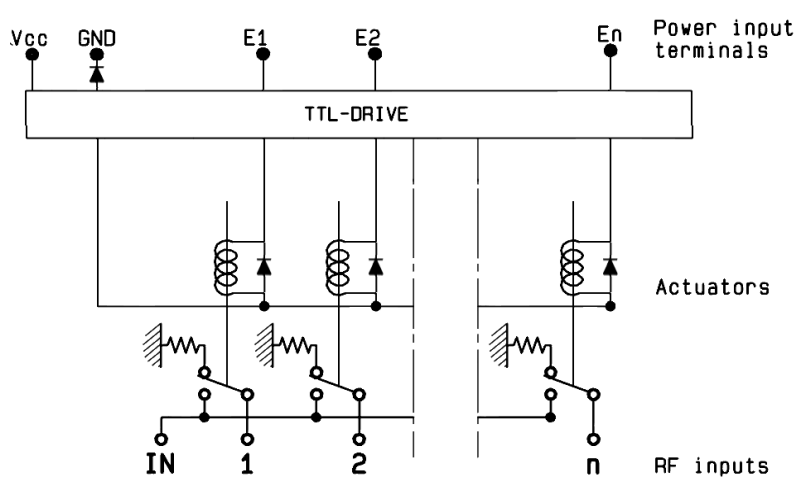 Vcc GND E1 E2 En Power input
terminals
TTL-DRIVE
Actuators
IN 1 2 n RF inputs